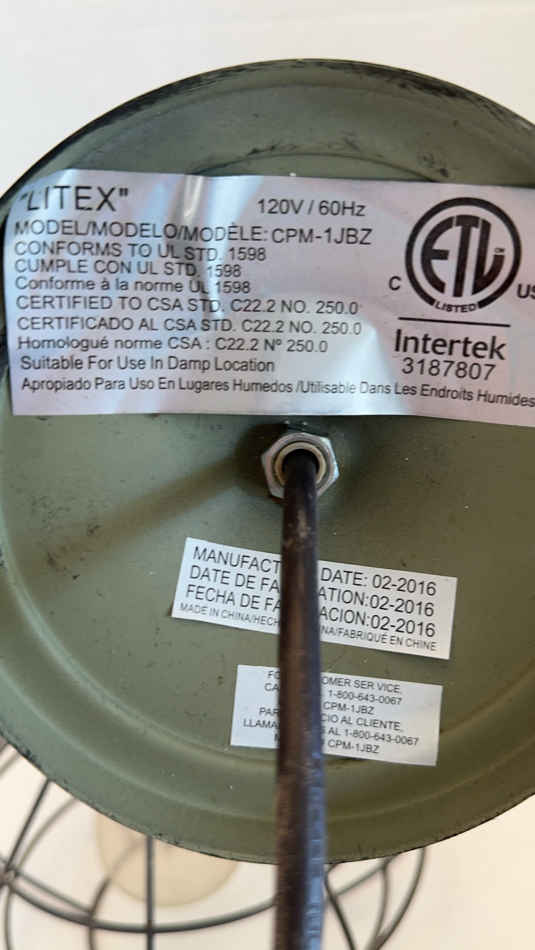 "LITEX"
120V / 60Hz
MODEL/MODELO/MODÈLE: CPM-1JBZ
CONFORMS TO UL STD. 1598
CUMPLE CON UL STD. 1598
Conforme à la norme UL 1598
CERTIFIED TO CSA STD. C22.2 NO. 250.0
CERTIFICADO AL CSA STD. C22.2 NO. 250.0
Homologué norme CSA : C22.2 Nº 250.0
Suitable For Use In Damp Location
Apropiado Para Uso En Lugares Humedos /Utilisable Dans Les Endroits Humides
C ETL US
LISTED
Intertek
3187807
DATE: 02-2016
DATE DE 02-2016
FECHA DE 02-2016
MADE IN CHINA FABRIQUÉ EN CHINE
SERVICE,
1-800-643-0067
CPM-1JBZ
AL CLIENTE,
AL 1-800-643-0067
CPM-1JBZ